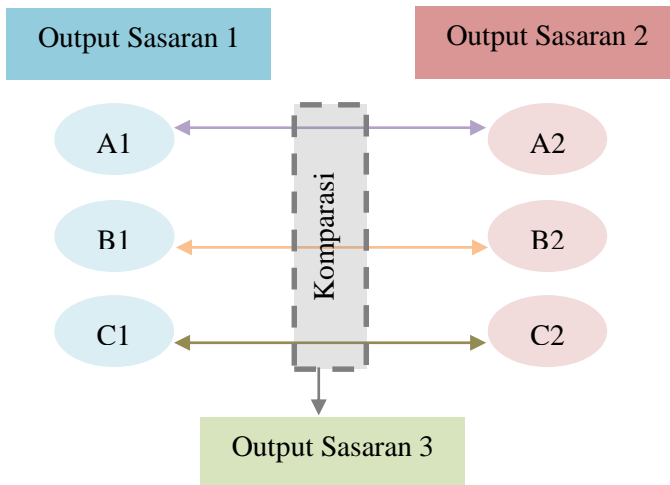 Output Sasaran 1
Output Sasaran 2
A1
A2
Komparasi
B1
B2
C1
C2
Output Sasaran 3